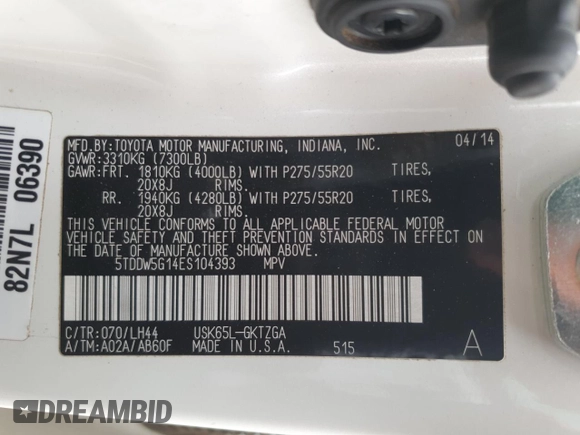 82N7L 06390
MFD.BY:TOYOTA MOTOR MANUFACTURING, INDIANA, INC. 04/14
GVWR:3310KG (7300LB)
GAWR:FRT. 1810KG (4000LB) WITH P275/55R20 TIRES,
20X8J RIMS.
RR. 1940KG (4280LB) WITH P275/55R20 TIRES,
20X8J RIMS.
THIS VEHICLE CONFORMS TO ALL APPLICABLE FEDERAL MOTOR
VEHICLE SAFETY AND THEFT PREVENTION STANDARDS IN EFFECT ON
THE DATE OF MANUFACTURE SHOWN ABOVE.
5TDDW5G14ES104393 MPV
C/TR:070/LH44 USK65L-GKTZGA
A/TM:A02A/AB60F MADE IN U.S.A. 515 A
DREAMBID